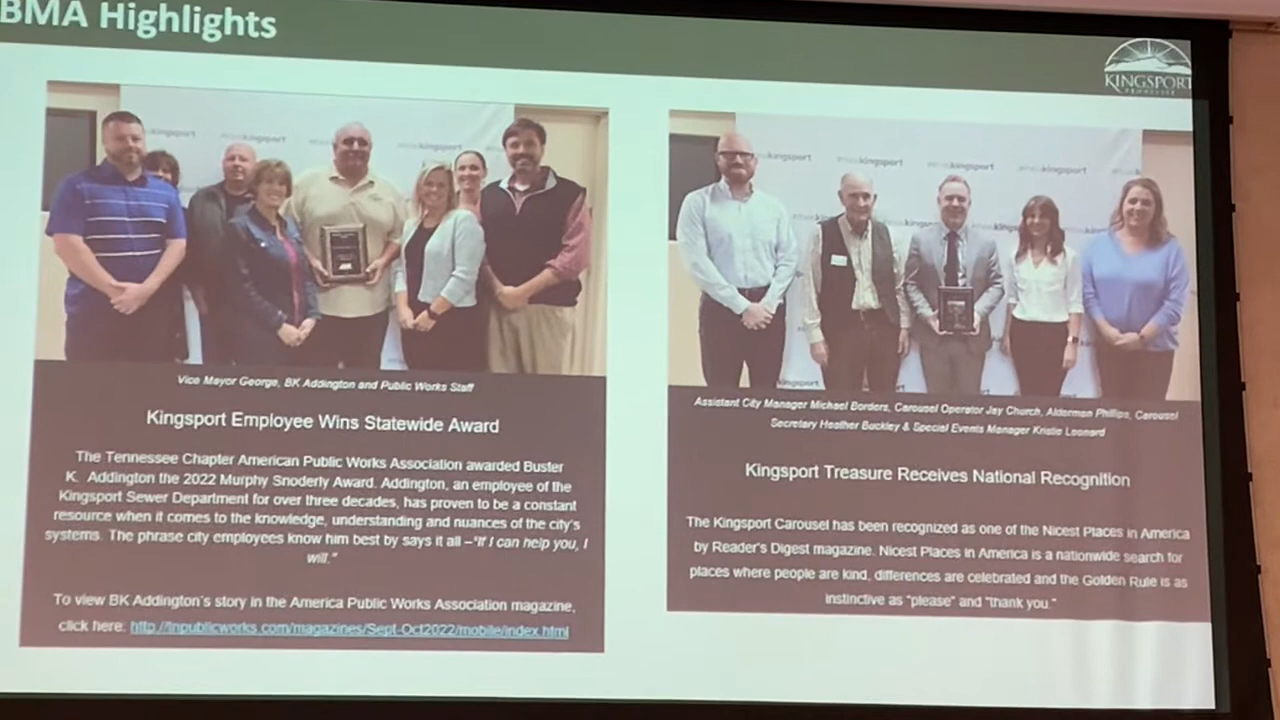 BMA Highlights
KINGSPORT
TENNESSEE
Vice Mayor George, BK Addington and Public Works Staff
Kingsport Employee Wins Statewide Award
The Tennessee Chapter American Public Works Association awarded Buster
K. Addington the 2022 Murphy Snoderly Award. Addington, an employee of the
Kingsport Sewer Department for over three decades, has proven to be a constant
resource when it comes to the knowledge, understanding and nuances of the city's
systems. The phrase city employees know him best by says it all –"If I can help you, I
will."
To view BK Addington's story in the America Public Works Association magazine,
click here: http://tnpublicworks.com/magazines/Sept-Oct2022/mobile/index.html
Assistant City Manager Michael Borders, Carousel Operator Jay Church, Alderman Phillips, Carousel
Secretary Heather Buckley & Special Events Manager Kristie Leonard
Kingsport Treasure Receives National Recognition
The Kingsport Carousel has been recognized as one of the Nicest Places in America
by Reader's Digest magazine. Nicest Places in America is a nationwide search for
places where people are kind, differences are celebrated and the Golden Rule is as
instinctive as "please" and "thank you."